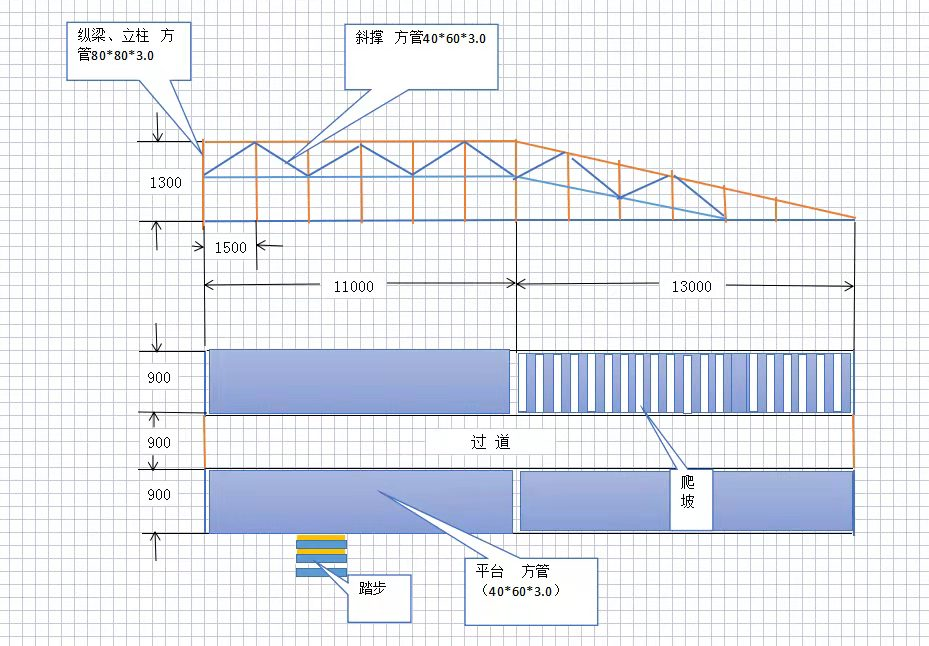 纵梁、立柱 方
管80*80*3.0
斜撑 方管40*60*3.0
1300
1500
11000
13000
900
900
过 道
900
爬
坡
平台 方管
（40*60*3.0）
踏步